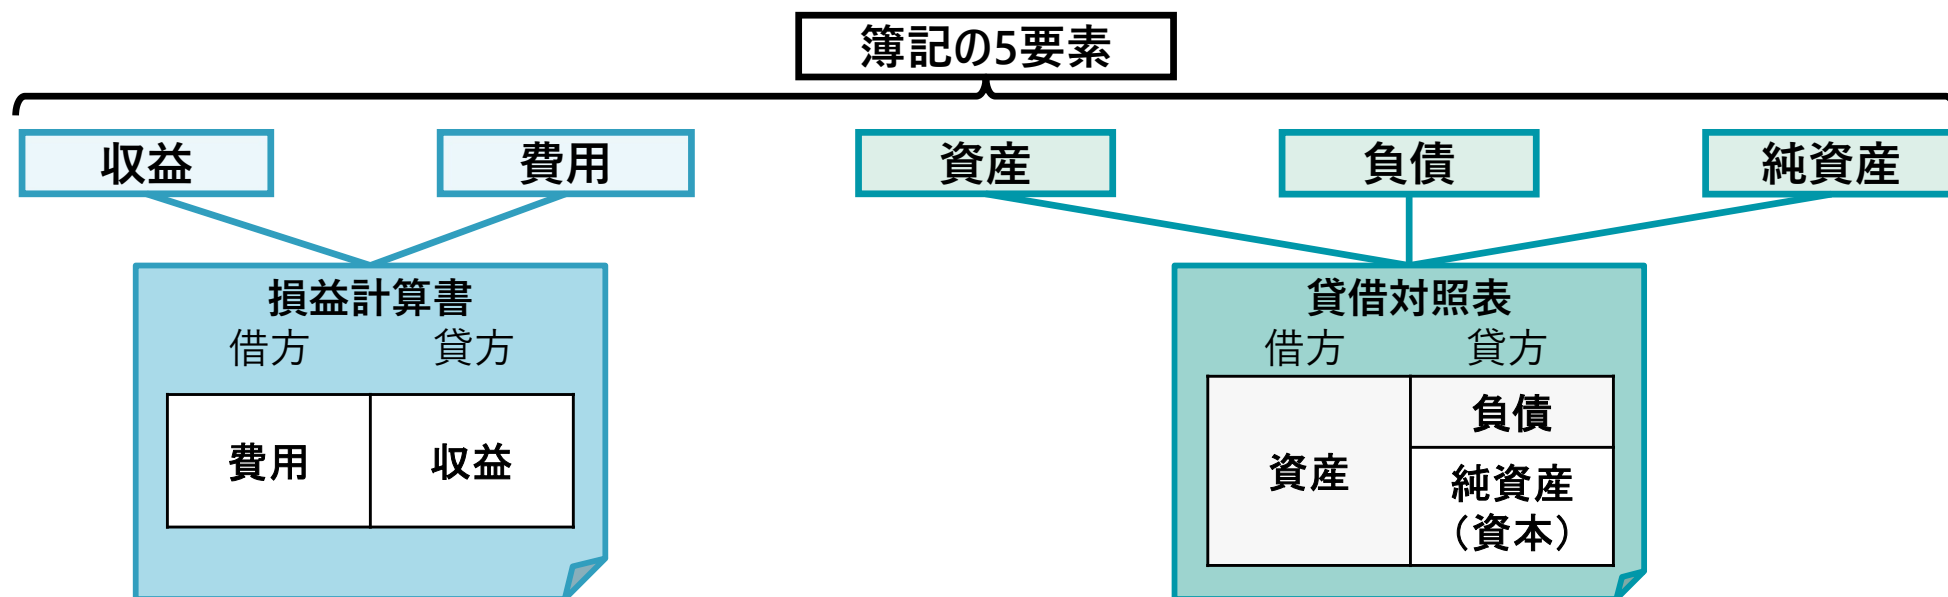 簿記の5要素
収益
費用
資産
負債
純資産
損益計算書
借方
貸方
費用
収益
貸借対照表
借方
貸方
資産
負債
純資産
（資本）